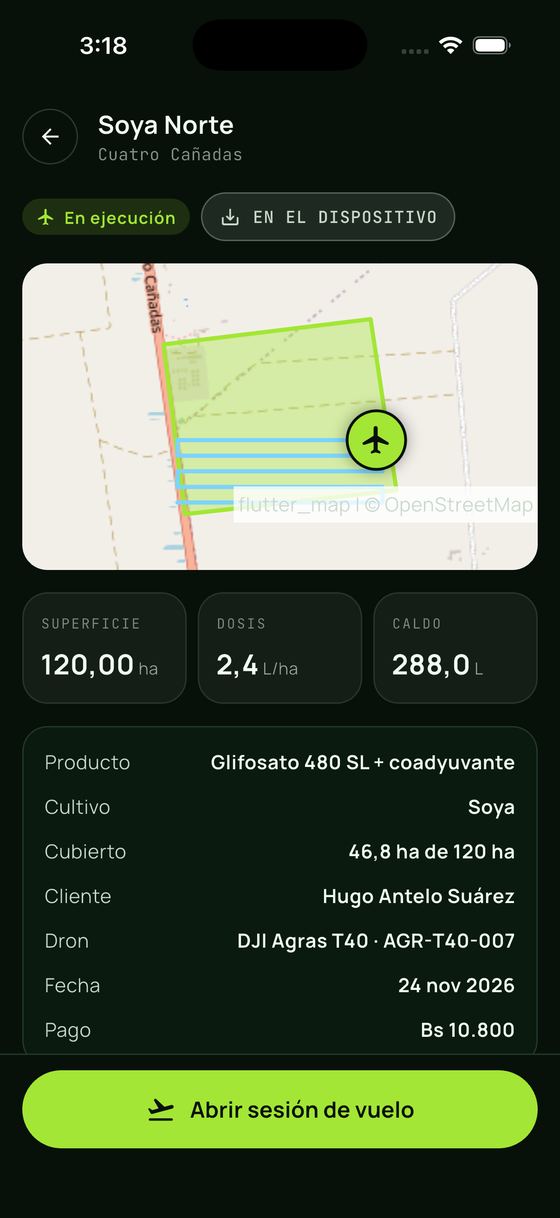 3:18
Soya Norte
Cuatro Cañadas
En ejecución
EN EL DISPOSITIVO
o Cañadas
flutter_map | © OpenStreetMap
SUPERFICIE
DOSIS
CALDO
120,00 ha
2,4 L/ha
288,0 L
Producto Glifosato 480 SL + coadyuvante
Cultivo Soya
Cubierto 46,8 ha de 120 ha
Cliente Hugo Antelo Suárez
Dron DJI Agras T40 · AGR-T40-007
Fecha 24 nov 2026
Pago Bs 10.800
Abrir sesión de vuelo